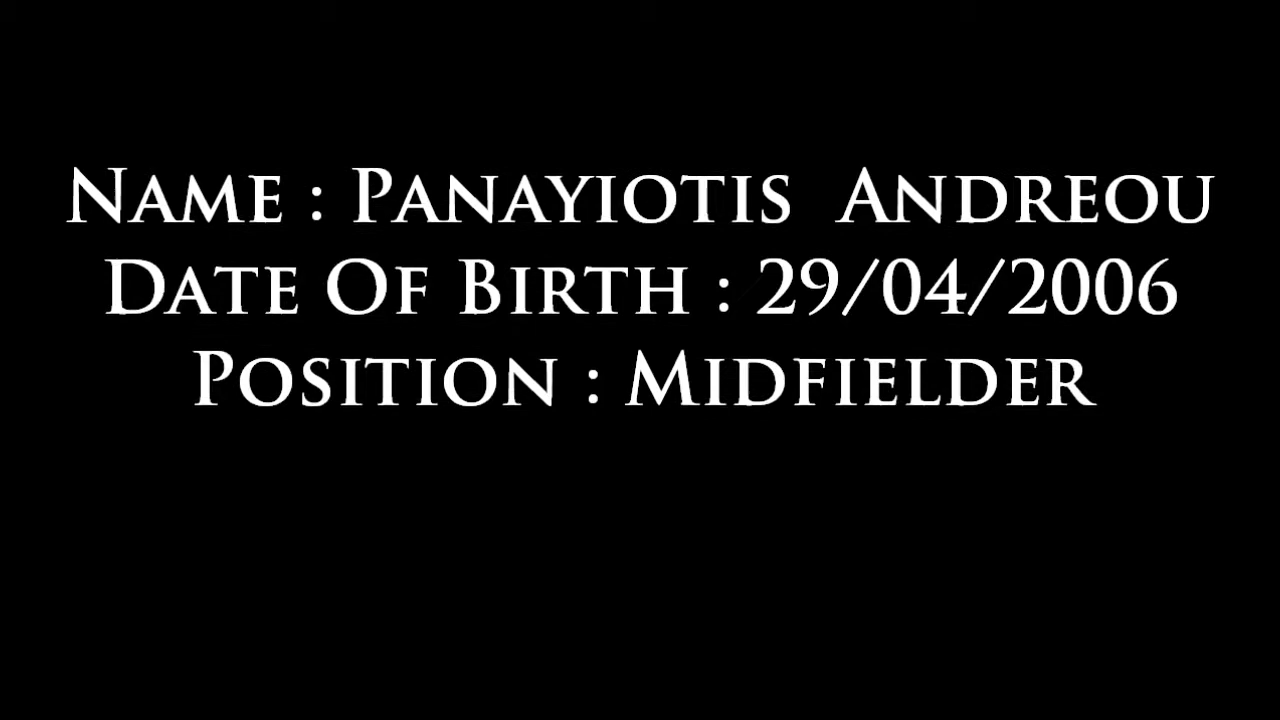 Name : Panayiotis Andreou
Date Of Birth : 29/04/2006
Position : Midfielder